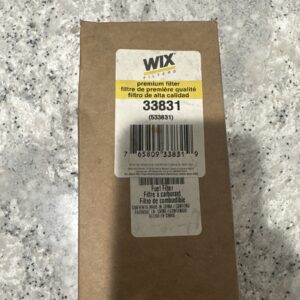 WIX
FILTERS
premium filter
filtre de première qualité
filtro de alta calidad
33831
(533831)
7 65809 33831 9
Fuel Filter
Filtre à carburant
Filtro de combustible